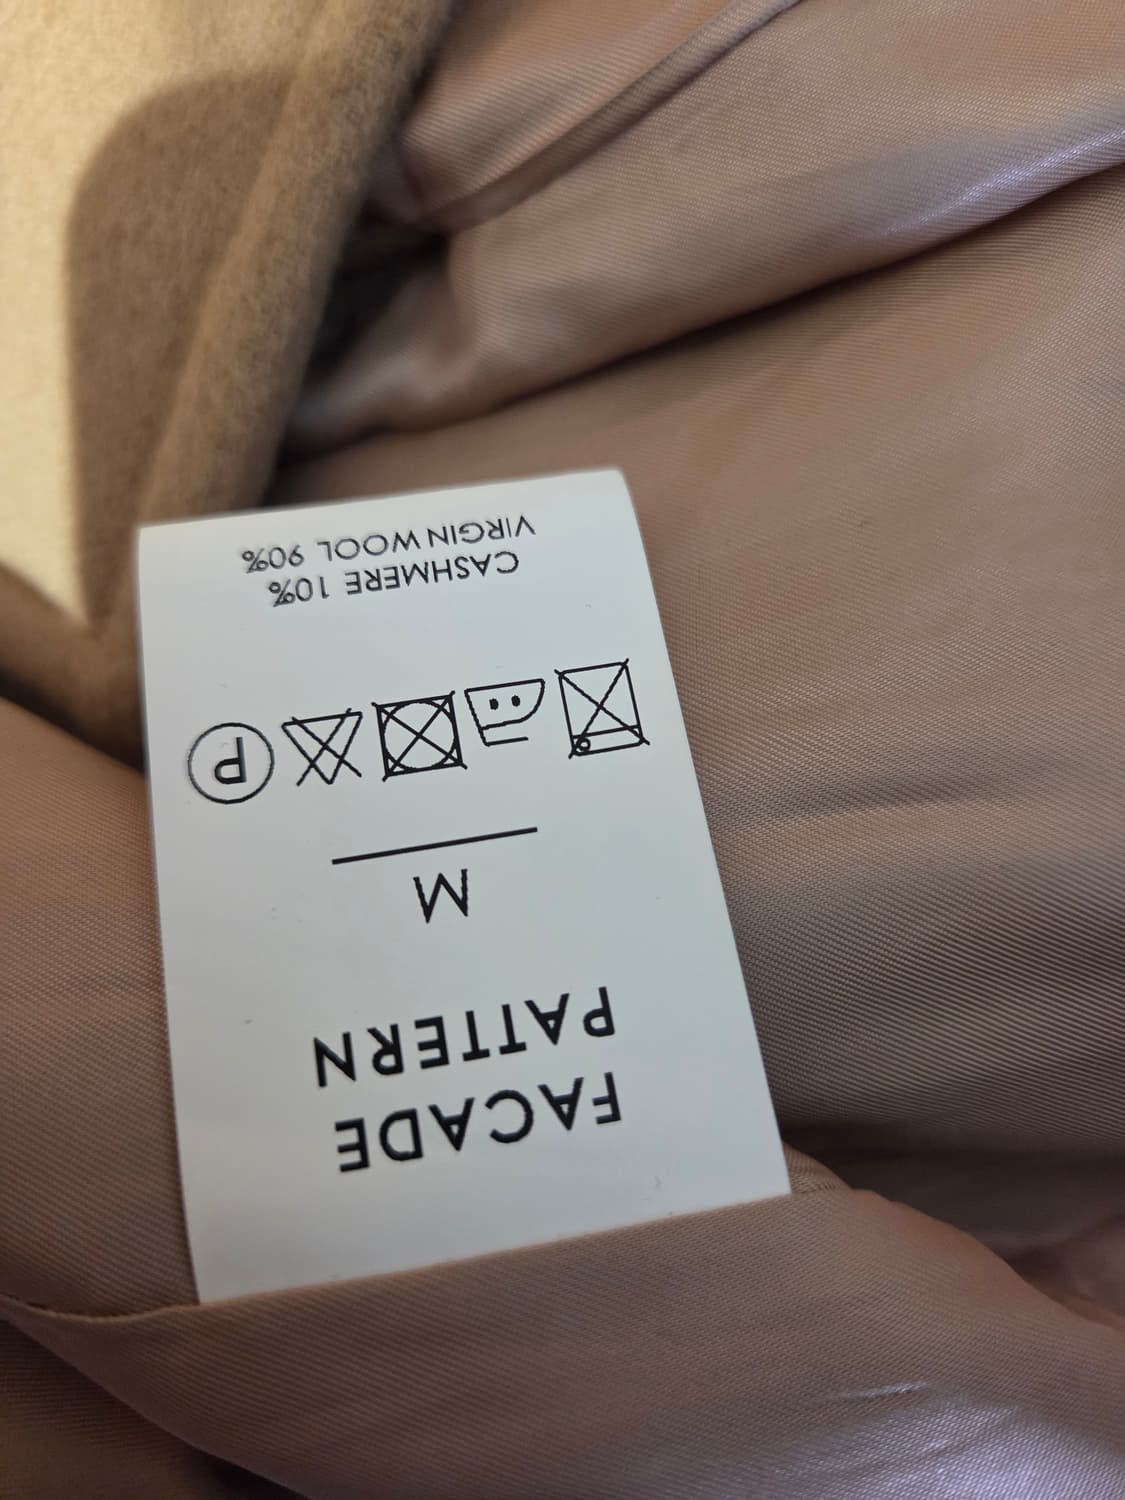 FACADE
PATTERN
M
P
CASHMERE 10%
VIRGIN WOOL 90%